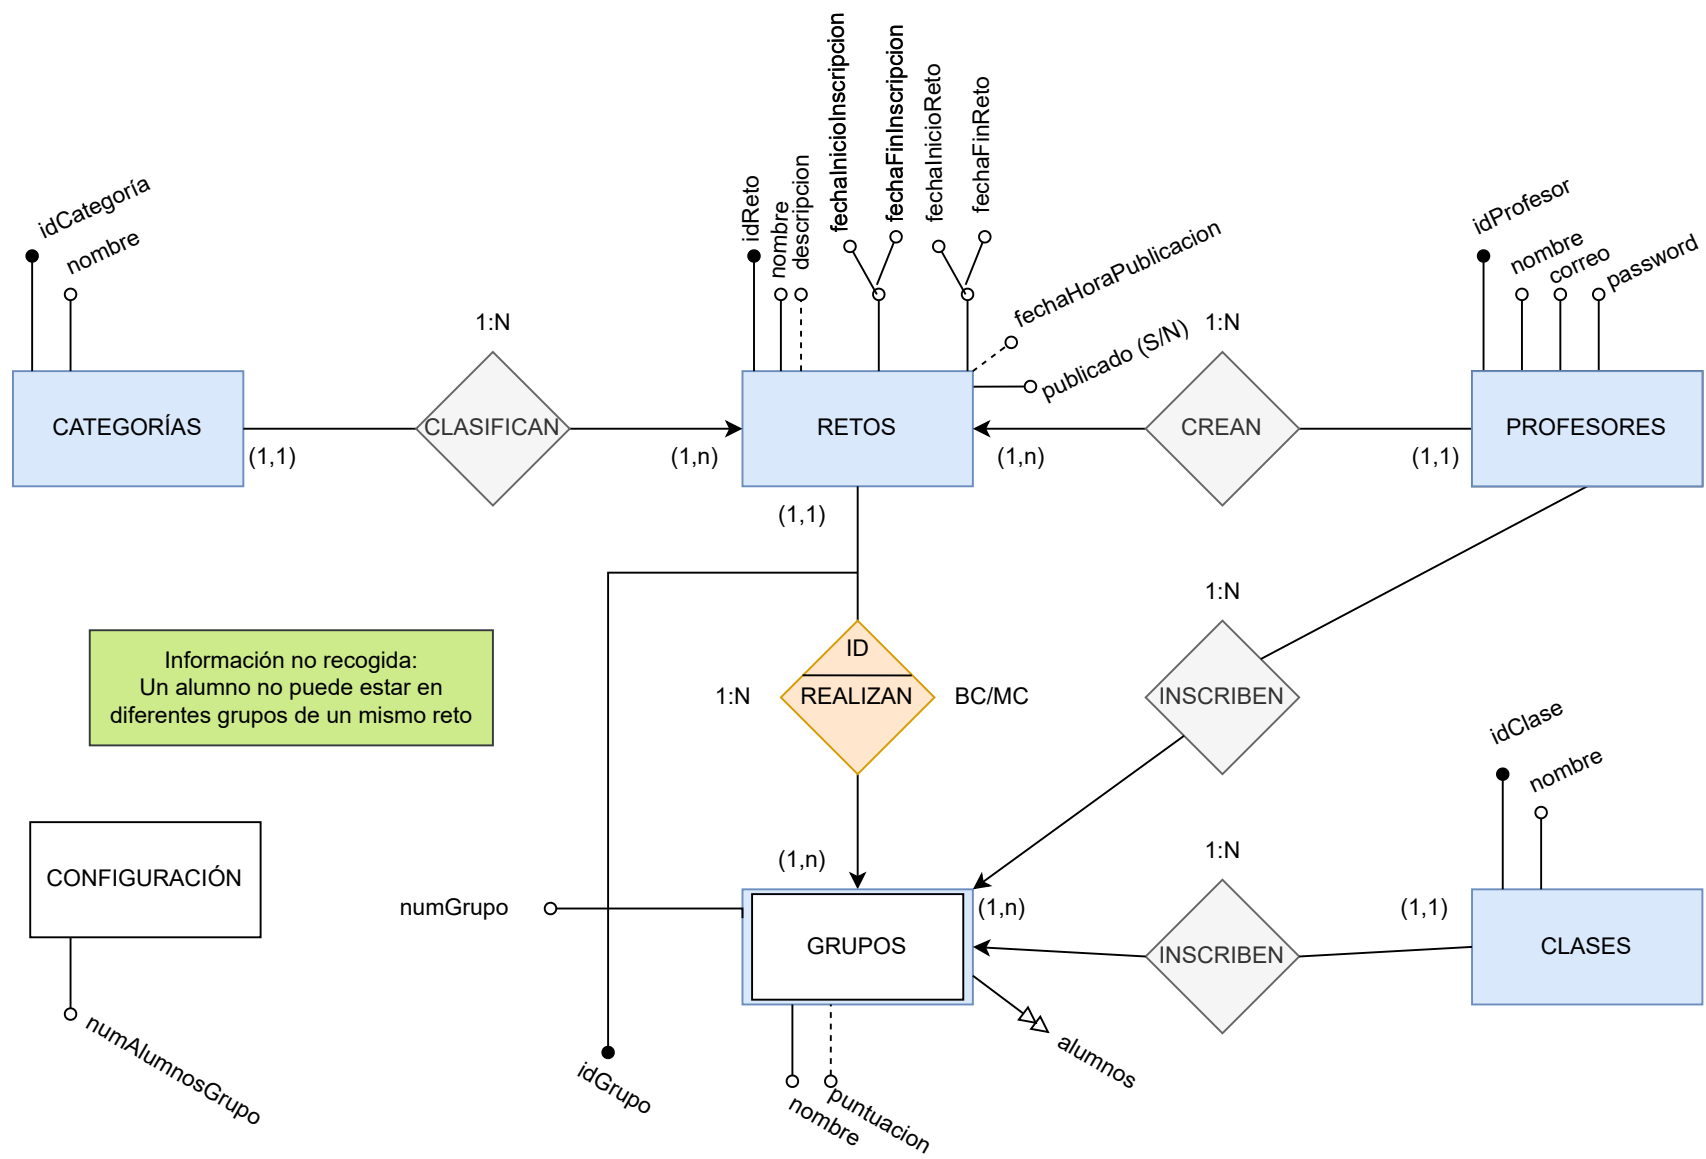 fechaInicioInscripcion
fechaFinInscripcion
fechaInicioReto
fechaFinReto
idReto
nombre
descripcion
fechaHoraPublicacion
publicado (S/N)
idCategoría
nombre
idProfesor
nombre
correo
password
1:N
1:N
CATEGORÍAS
CLASIFICAN
RETOS
CREAN
PROFESORES
(1,1)
(1,n)
(1,n)
(1,1)
(1,1)
1:N
ID
Información no recogida:
Un alumno no puede estar en
diferentes grupos de un mismo reto
1:N
REALIZAN
BC/MC
INSCRIBEN
idClase
nombre
CONFIGURACIÓN
(1,n)
1:N
numGrupo
(1,n)
(1,1)
GRUPOS
INSCRIBEN
CLASES
numAlumnosGrupo
idGrupo
nombre
puntuacion
alumnos